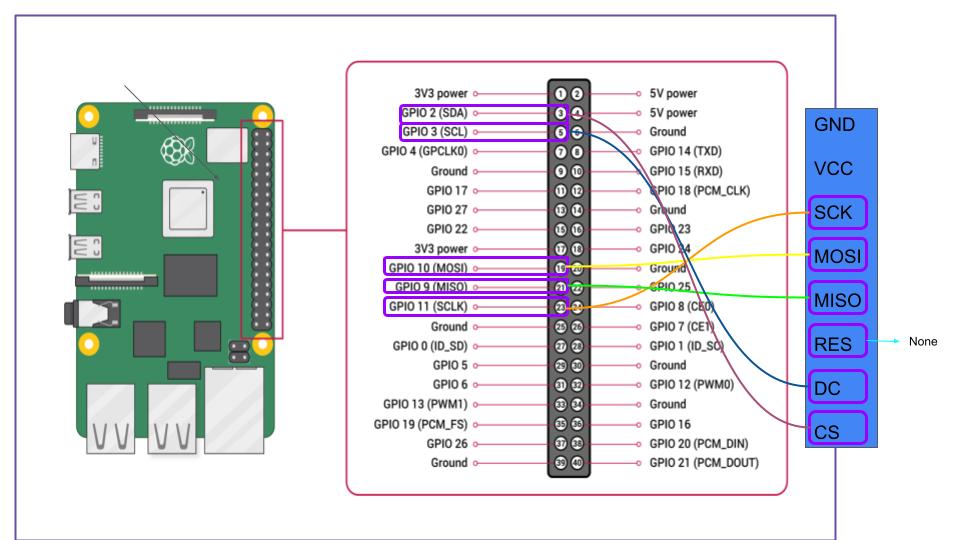 3V3 power 1 2 5V power
GPIO 2 (SDA) 3 4 5V power
GPIO 3 (SCL) 5 6 Ground
GPIO 4 (GPCLK0) 7 8 GPIO 14 (TXD)
Ground 9 10 GPIO 15 (RXD)
GPIO 17 11 12 GPIO 18 (PCM_CLK)
GPIO 27 13 14 Ground
GPIO 22 15 16 GPIO 23
3V3 power 17 18 GPIO 24
GPIO 10 (MOSI) 19 20 Ground
GPIO 9 (MISO) 21 22 GPIO 25
GPIO 11 (SCLK) 23 24 GPIO 8 (CE0)
Ground 25 26 GPIO 7 (CE1)
GPIO 0 (ID_SD) 27 28 GPIO 1 (ID_SC)
GPIO 5 29 30 Ground
GPIO 6 31 32 GPIO 12 (PWM0)
GPIO 13 (PWM1) 33 34 Ground
GPIO 19 (PCM_FS) 35 36 GPIO 16
GPIO 26 37 38 GPIO 20 (PCM_DIN)
Ground 39 40 GPIO 21 (PCM_DOUT)
GND
VCC
SCK
MOSI
MISO
RES
None
DC
CS